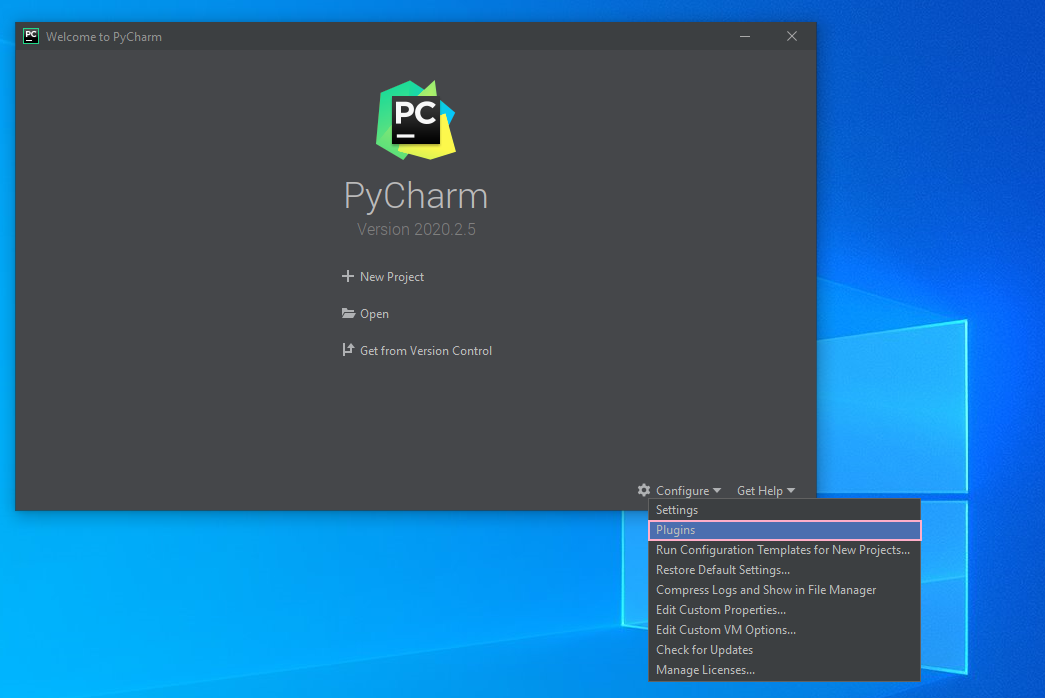 PC
Welcome to PyCharm
PC
PyCharm
Version 2020.2.5
New Project
Open
Get from Version Control
Configure
Get Help
Settings
Plugins
Run Configuration Templates for New Projects...
Restore Default Settings...
Compress Logs and Show in File Manager
Edit Custom Properties...
Edit Custom VM Options...
Check for Updates
Manage Licenses...